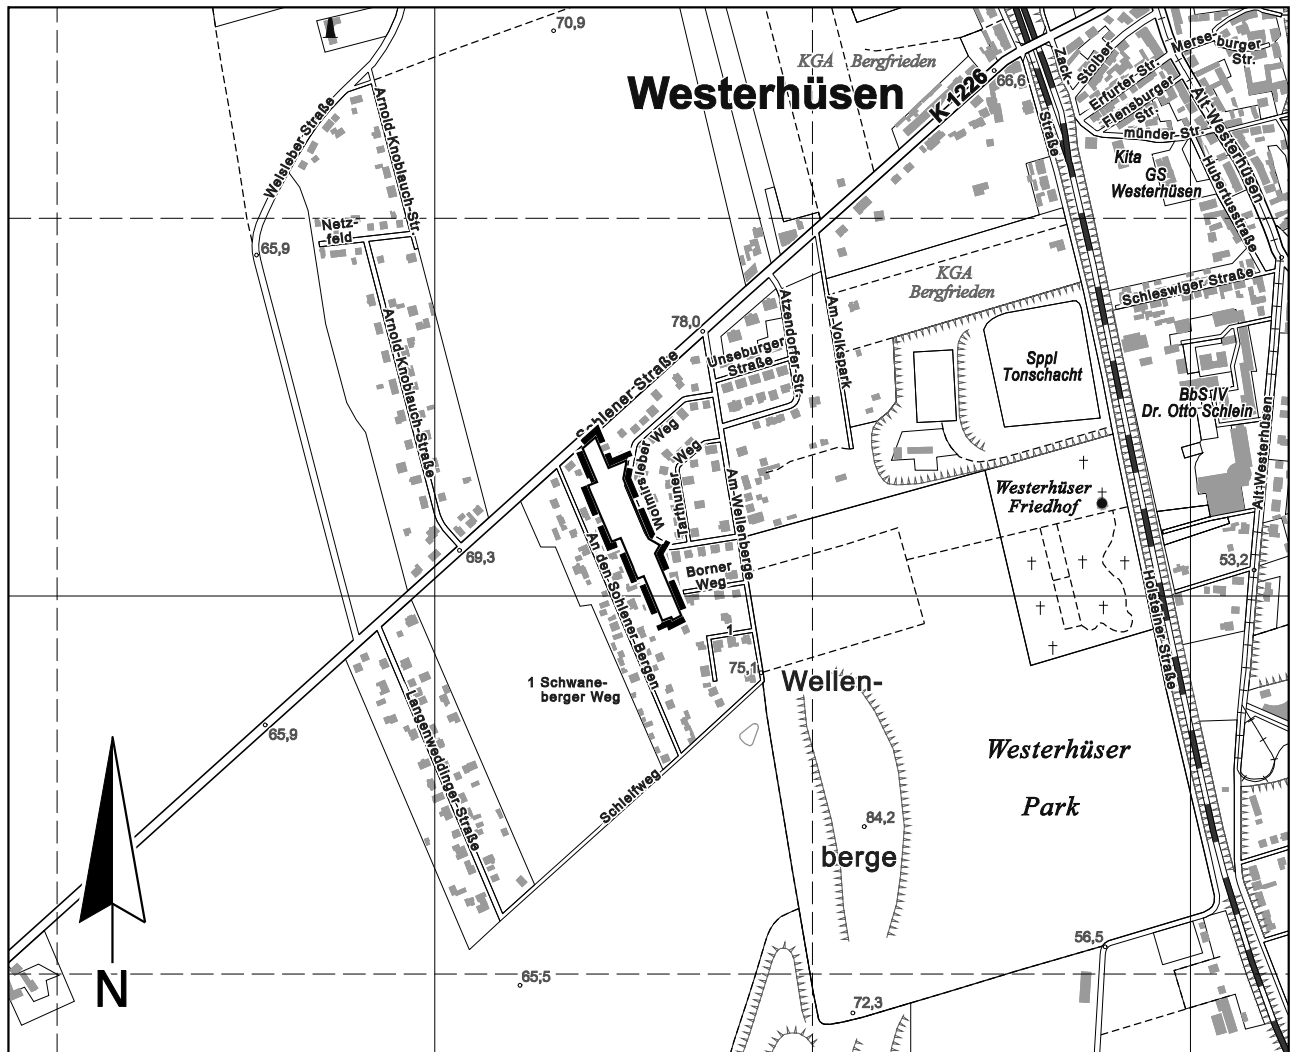 70,9
KGA Bergfrieden
Westerhüsen
K-1226
66,6
Zack-
Stolber
Merse-
burger
Str.
Erfurter Str.
Flensburger
Str.
münder-Str.
Alt-Westerhüsen
Straße
Kita
GS
Westerhüsen
Hubertusstraße
Welsleber-Straße
Arnold-Knoblauch-Str.
Netz-
feld
65,9
Arnold-Knoblauch-Straße
KGA
Bergfrieden
Schleswiger Straße
Am-Volkspark
Atzendorfer-Str.
78,0
Unseburger
Straße
Sohlener-Straße
Sppl
Tonschacht
BbS IV
Dr. Otto Schlein
Alt-Westerhüsen
Wolmirsleber Weg
Tarthuner Weg
Am-Wellenberge
Westerhüser
Friedhof
69,3
An den-Sohlener-Bergen
Borner
Weg
53,2
Holsteiner-Straße
1
75,1
1 Schwane-
berger Weg
Wellen-
berge
Langenweddinger-Straße
65,9
Schleifweg
Westerhüser
Park
84,2
56,5
65,5
72,3
N